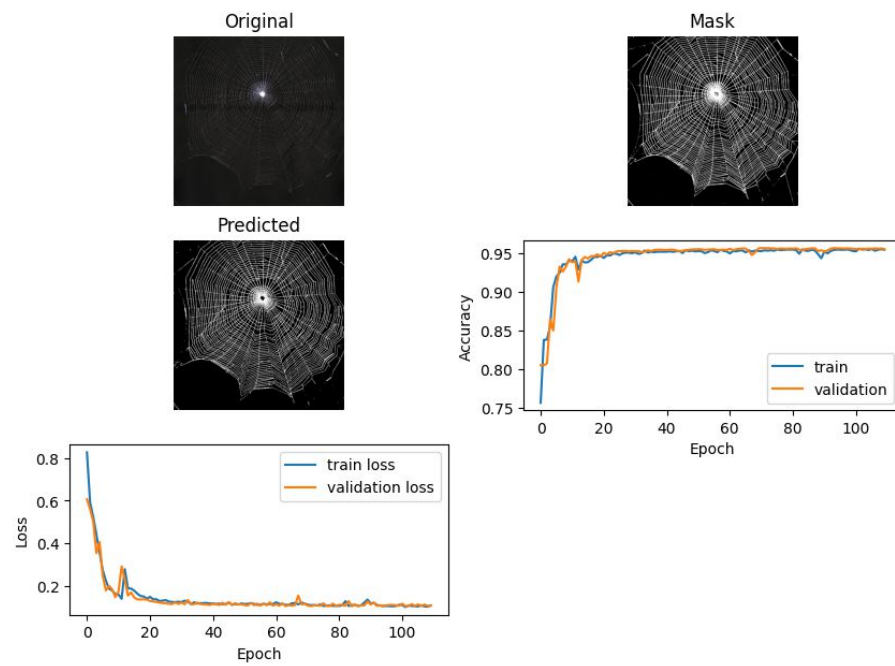 Original
Mask
Predicted
0.95
0.90
0.85
0.80
0.75
Accuracy
train
validation
0 20 40 60 80 100
Epoch
0.8
0.6
0.4
0.2
Loss
train loss
validation loss
0 20 40 60 80 100
Epoch